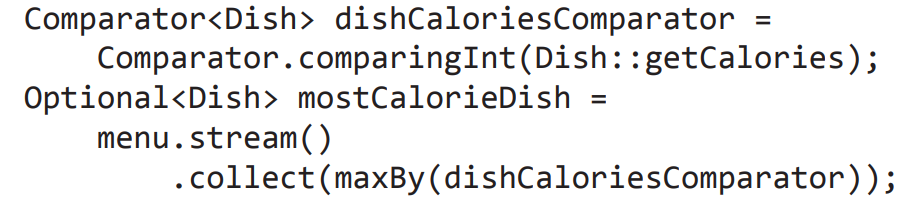 Comparator<Dish> dishCaloriesComparator =
    Comparator.comparingInt(Dish::getCalories);
Optional<Dish> mostCalorieDish =
    menu.stream()
        .collect(maxBy(dishCaloriesComparator));